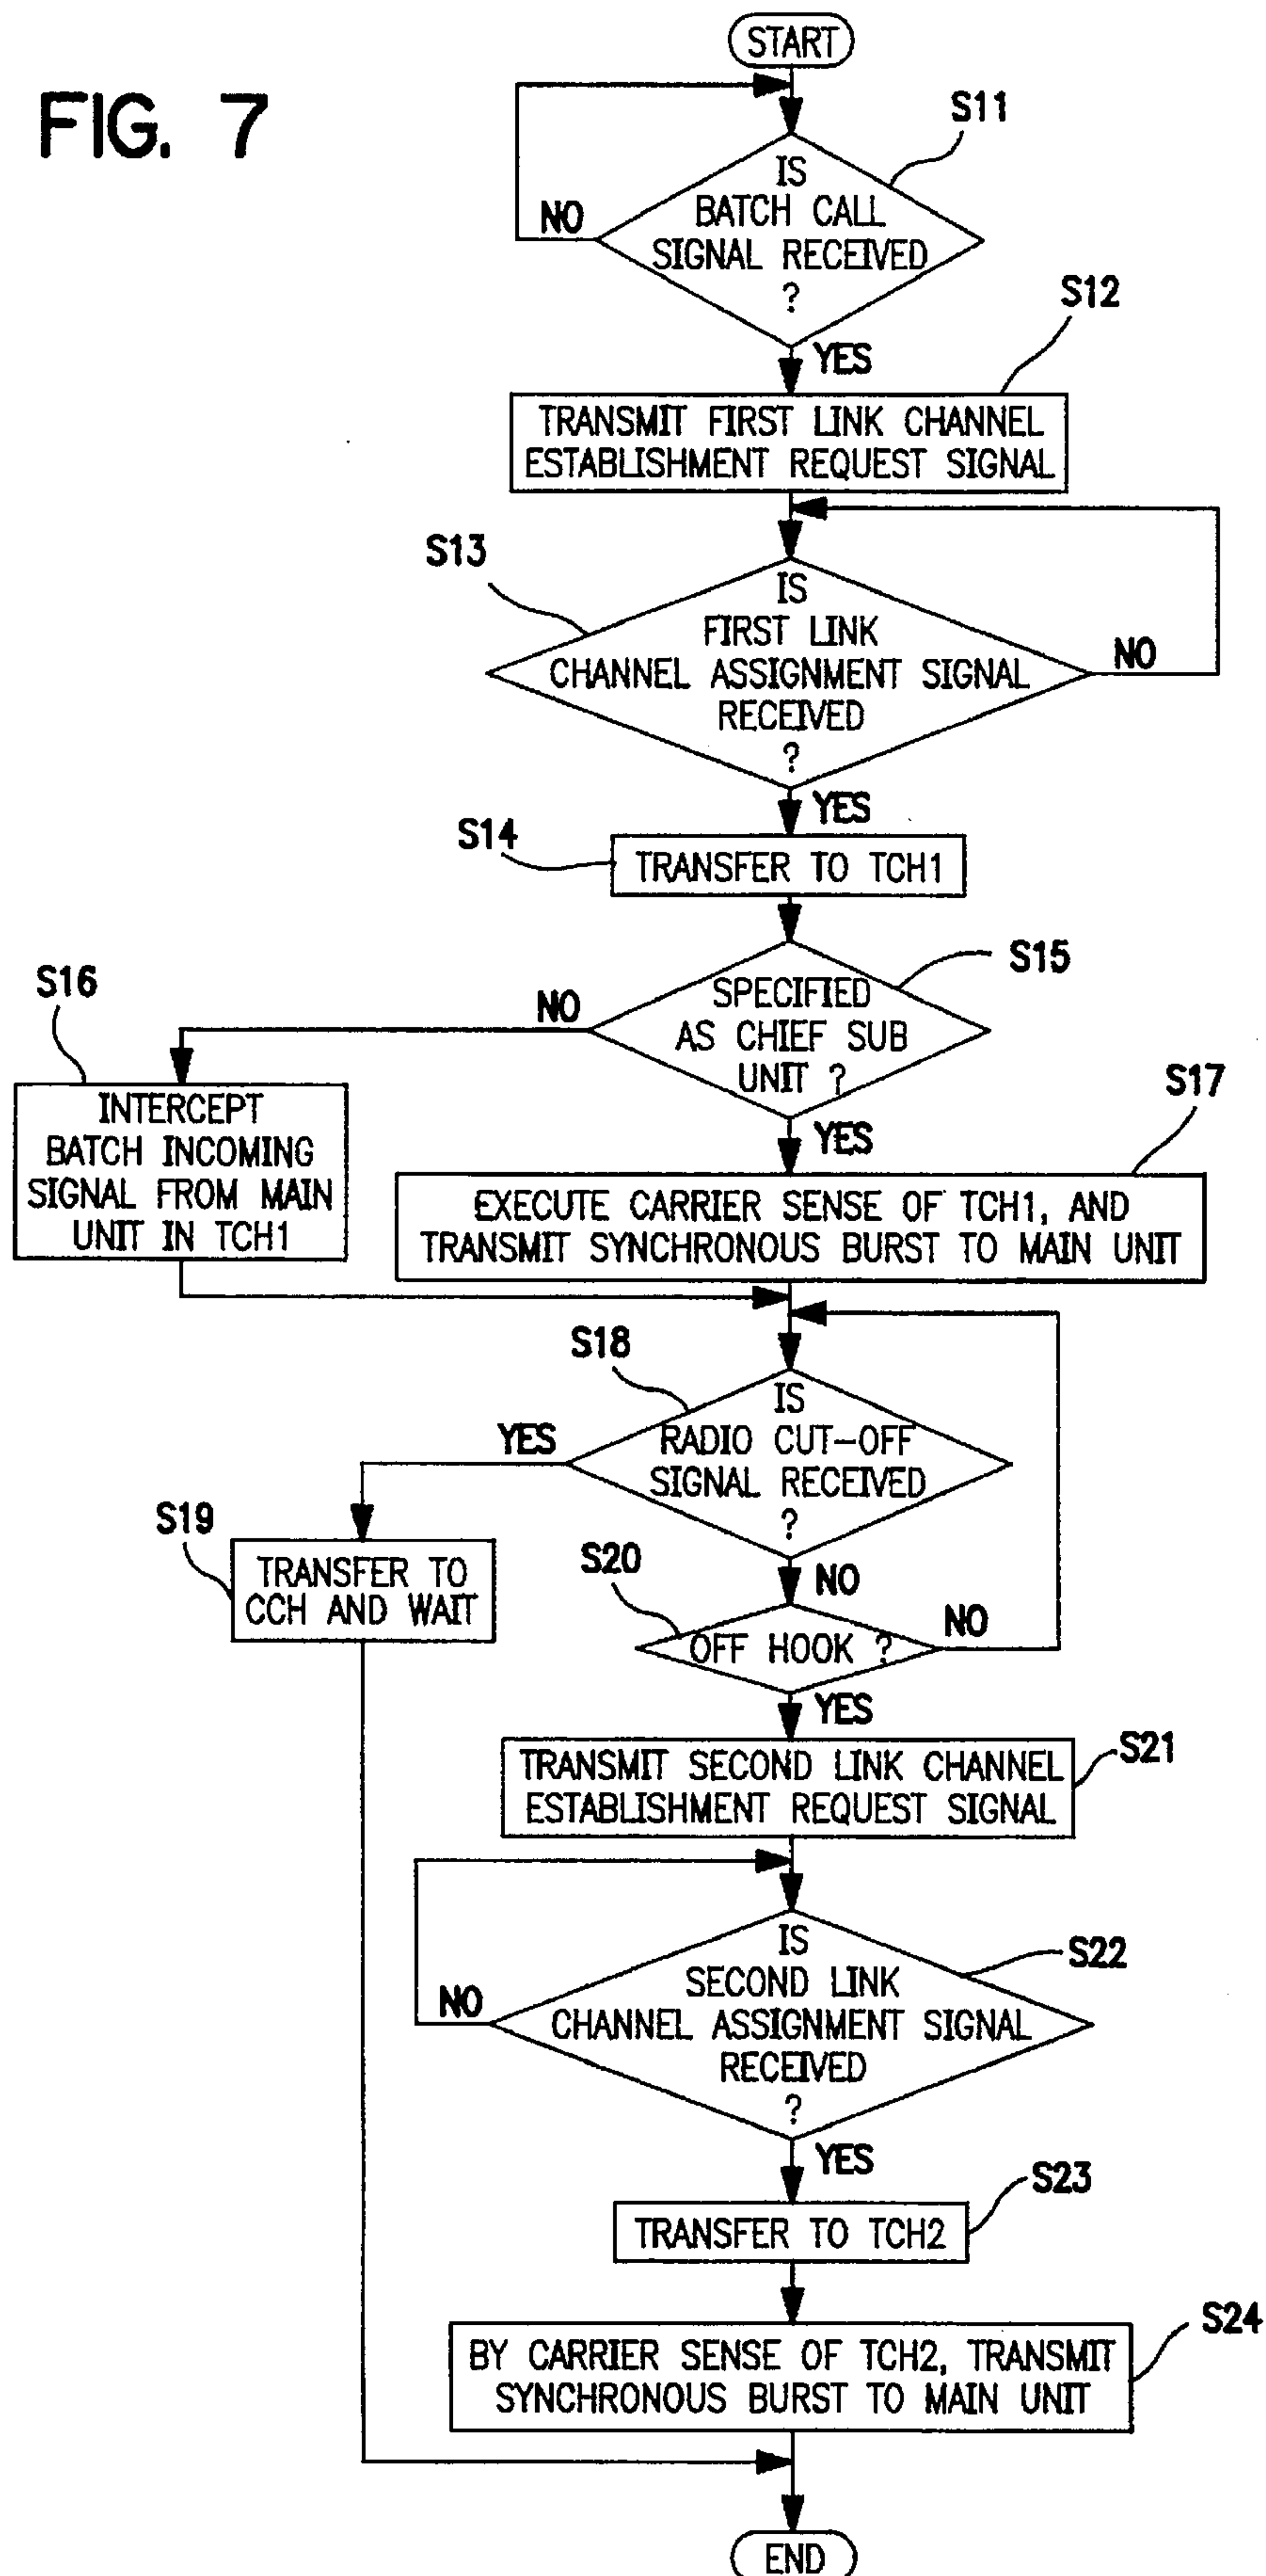 START
FIG. 7
S11
IS
BATCH CALL
SIGNAL RECEIVED
?
NO
YES
S12
TRANSMIT FIRST LINK CHANNEL
ESTABLISHMENT REQUEST SIGNAL
S13
IS
FIRST LINK
CHANNEL ASSIGNMENT SIGNAL
RECEIVED
?
NO
YES
S14
TRANSFER TO TCH1
S15
SPECIFIED
AS CHIEF SUB
UNIT ?
NO
YES
S16
INTERCEPT
BATCH INCOMING
SIGNAL FROM MAIN
UNIT IN TCH1
S17
EXECUTE CARRIER SENSE OF TCH1, AND
TRANSMIT SYNCHRONOUS BURST TO MAIN UNIT
S18
IS
RADIO CUT-OFF
SIGNAL RECEIVED
?
YES
NO
S19
TRANSFER TO
CCH AND WAIT
S20
OFF HOOK ?
NO
YES
S21
TRANSMIT SECOND LINK CHANNEL
ESTABLISHMENT REQUEST SIGNAL
S22
IS
SECOND LINK
CHANNEL ASSIGNMENT SIGNAL
RECEIVED
?
NO
YES
S23
TRANSFER TO TCH2
S24
BY CARRIER SENSE OF TCH2, TRANSMIT
SYNCHRONOUS BURST TO MAIN UNIT
END